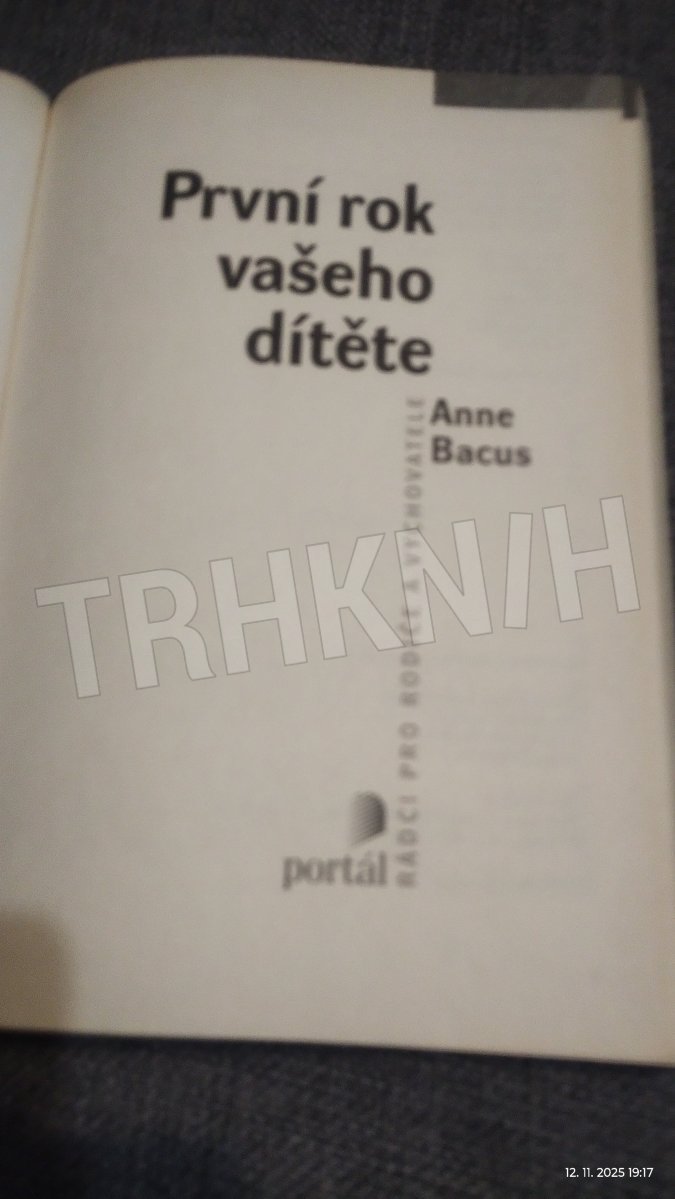 První rok
vašeho
dítěte
Anne
Bacus
RÁDCI PRO RODIČE A VYCHOVATELE
TRHKNIH
portál
12. 11. 2025 19:17